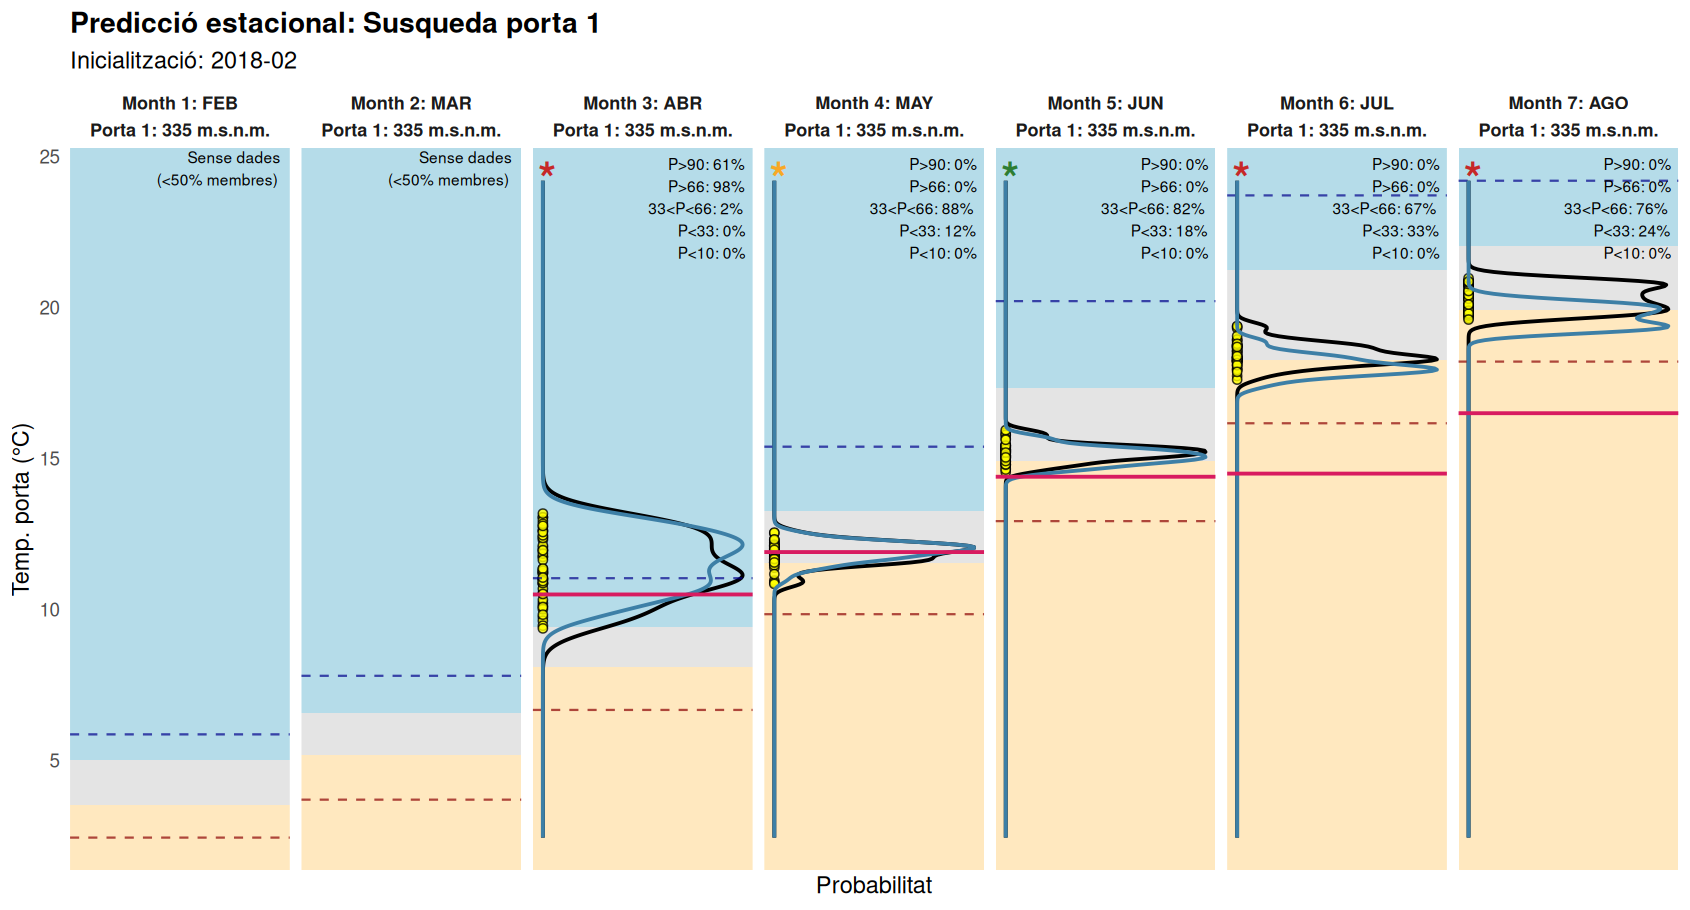 Predicció estacional: Susqueda porta 1
Inicialització: 2018-02
Month 1: FEB
Porta 1: 335 m.s.n.m.
Month 2: MAR
Porta 1: 335 m.s.n.m.
Month 3: ABR
Porta 1: 335 m.s.n.m.
Month 4: MAY
Porta 1: 335 m.s.n.m.
Month 5: JUN
Porta 1: 335 m.s.n.m.
Month 6: JUL
Porta 1: 335 m.s.n.m.
Month 7: AGO
Porta 1: 335 m.s.n.m.
Temp. porta (°C)
25
20
15
10
5
Sense dades
(<50% membres)
Sense dades
(<50% membres)
*
P>90: 61%
P>66: 98%
33<P<66: 2%
P<33: 0%
P<10: 0%
*
P>90: 0%
P>66: 0%
33<P<66: 88%
P<33: 12%
P<10: 0%
*
P>90: 0%
P>66: 0%
33<P<66: 82%
P<33: 18%
P<10: 0%
*
P>90: 0%
P>66: 0%
33<P<66: 67%
P<33: 33%
P<10: 0%
*
P>90: 0%
P>66: 0%
33<P<66: 76%
P<33: 24%
P<10: 0%
Probabilitat